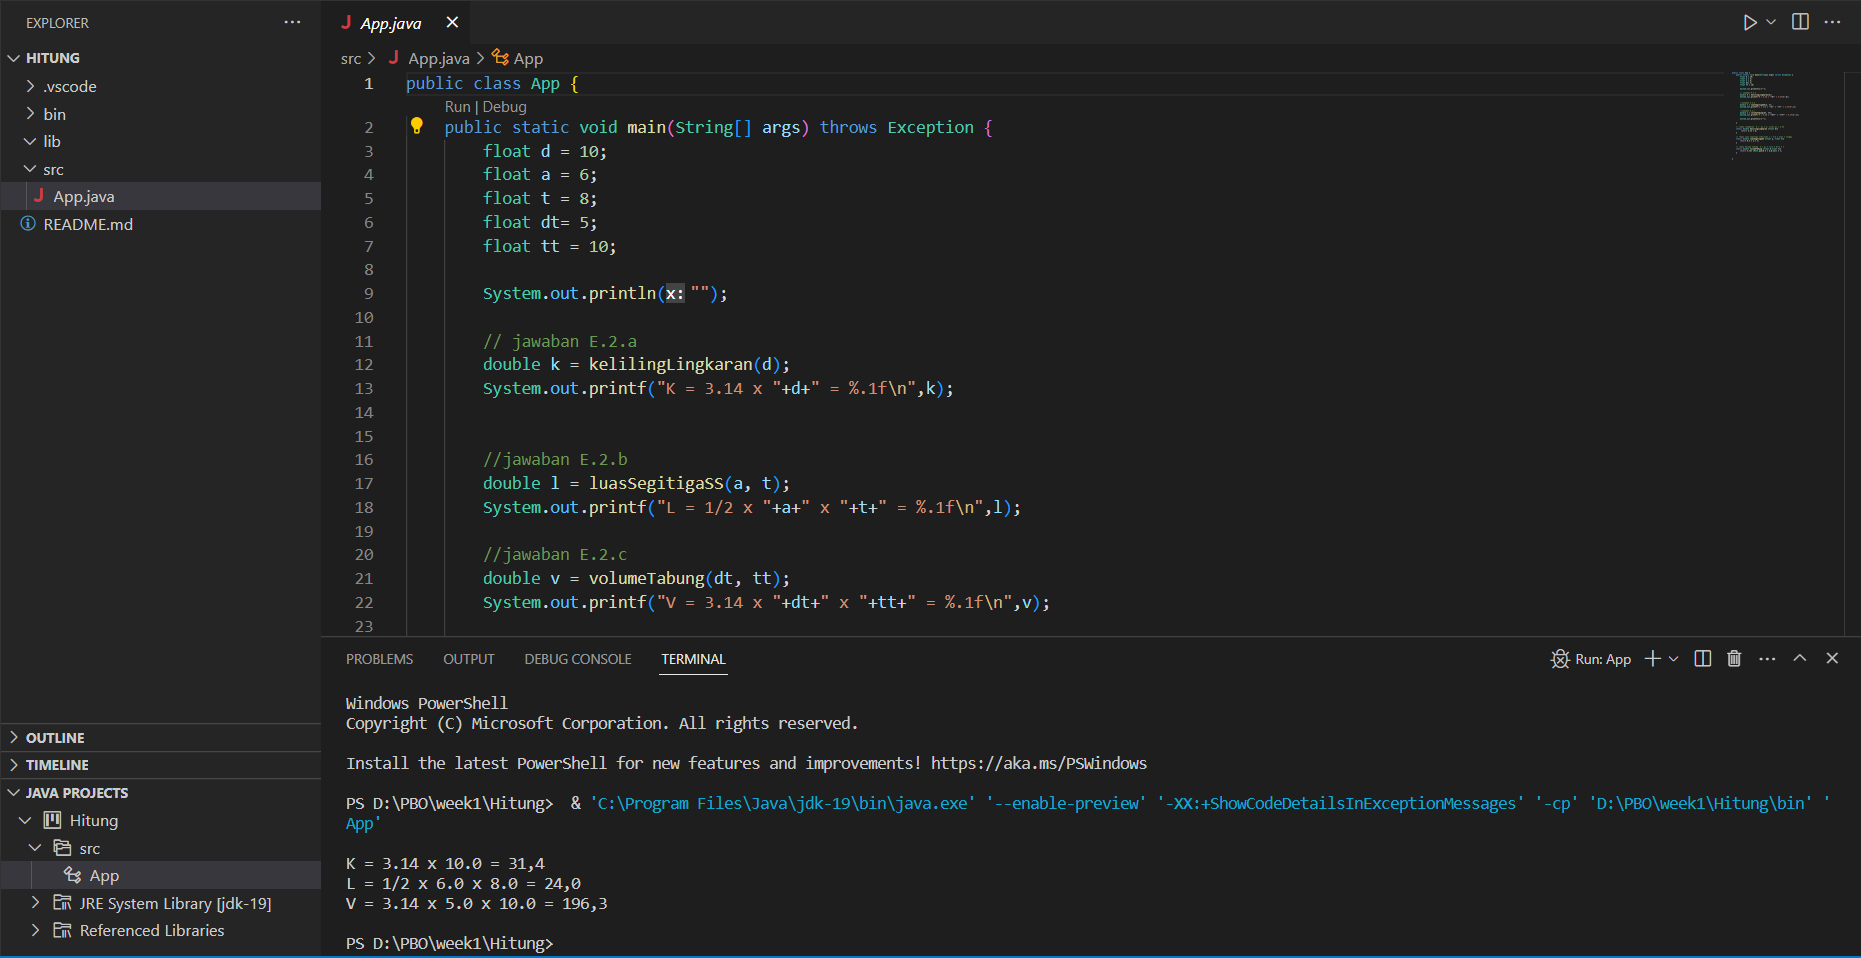 EXPLORER
HITUNG
.vscode
bin
lib
src
App.java
README.md
OUTLINE
TIMELINE
JAVA PROJECTS
Hitung
src
App
JRE System Library [jdk-19]
Referenced Libraries
App.java
src > App.java > App
1 public class App {
Run | Debug
2 public static void main(String[] args) throws Exception {
3 float d = 10;
4 float a = 6;
5 float t = 8;
6 float dt= 5;
7 float tt = 10;
8
9 System.out.println(x: "");
10
11 // jawaban E.2.a
12 double k = kelilingLingkaran(d);
13 System.out.printf("K = 3.14 x "+d+" = %.1f\n",k);
14
15
16 //jawaban E.2.b
17 double l = luasSegitigaSS(a, t);
18 System.out.printf("L = 1/2 x "+a+" x "+t+" = %.1f\n",l);
19
20 //jawaban E.2.c
21 double v = volumeTabung(dt, tt);
22 System.out.printf("V = 3.14 x "+dt+" x "+tt+" = %.1f\n",v);
23
PROBLEMS OUTPUT DEBUG CONSOLE TERMINAL Run: App
Windows PowerShell
Copyright (C) Microsoft Corporation. All rights reserved.
Install the latest PowerShell for new features and improvements! https://aka.ms/PSWindows
PS D:\PBO\week1\Hitung>  & 'C:\Program Files\Java\jdk-19\bin\java.exe' '--enable-preview' '-XX:+ShowCodeDetailsInExceptionMessages' '-cp' 'D:\PBO\week1\Hitung\bin' '
App'
K = 3.14 x 10.0 = 31,4
L = 1/2 x 6.0 x 8.0 = 24,0
V = 3.14 x 5.0 x 10.0 = 196,3
PS D:\PBO\week1\Hitung>